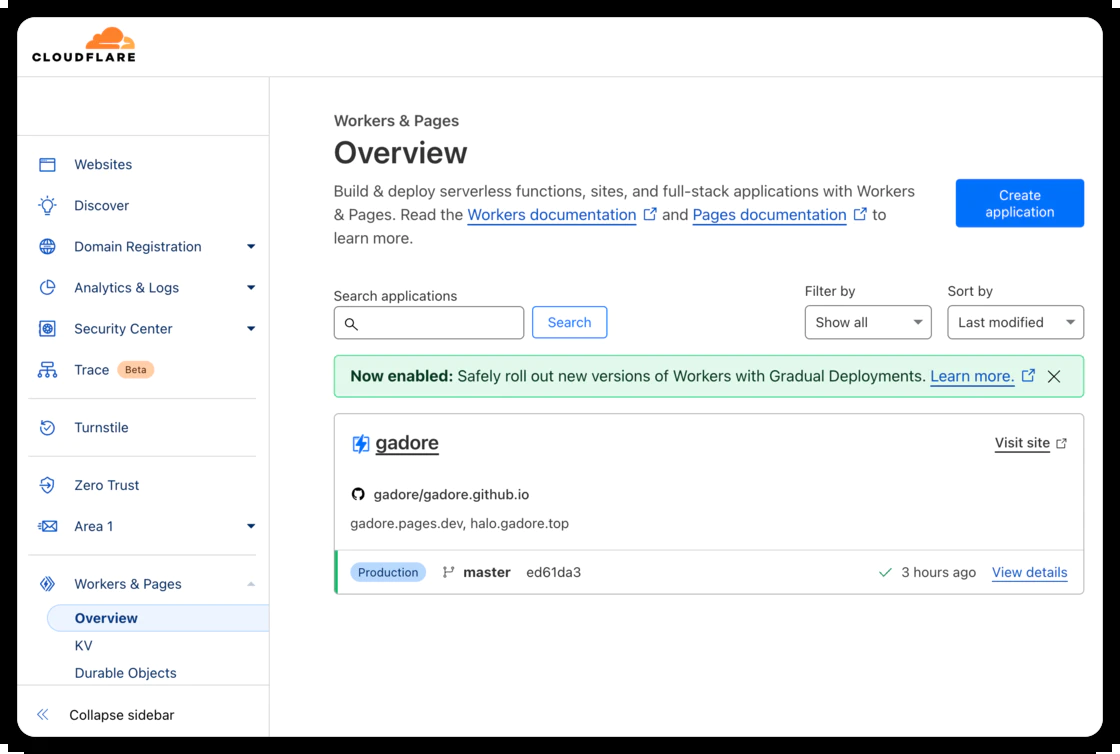 CLOUDFLARE
Websites
Discover
Domain Registration
Analytics & Logs
Security Center
Trace Beta
Turnstile
Zero Trust
Area 1
Workers & Pages
Overview
KV
Durable Objects
Collapse sidebar
Workers & Pages
Overview
Build & deploy serverless functions, sites, and full-stack applications with Workers
& Pages. Read the Workers documentation and Pages documentation to
learn more.
Create
application
Search applications
Search
Filter by
Show all
Sort by
Last modified
Now enabled: Safely roll out new versions of Workers with Gradual Deployments. Learn more.
gadore
Visit site
gadore/gadore.github.io
gadore.pages.dev, halo.gadore.top
Production master ed61da3 3 hours ago View details